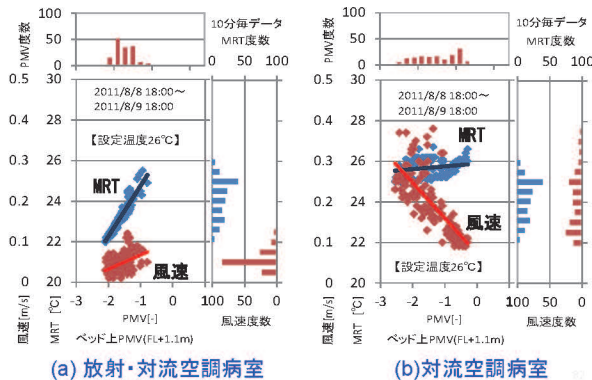 PMV度数
100
50
0
10分毎データ
MRT度数
0 50 100
0.5
0.4
0.3
0.2
0.1
0
風速[m/s]
30
28
26
24
22
20
MRT [℃]
2011/8/8 18:00～
2011/8/9 18:00
【設定温度26℃】
MRT
風速
-3 -2 -1 0 1
PMV[-]
ベッド上PMV(FL+1.1m)
100 50 0
風速度数
(a) 放射・対流空調病室
PMV度数
100
50
0
10分毎データ
MRT度数
0 50 100
0.5
0.4
0.3
0.2
0.1
0
風速[m/s]
30
28
26
24
22
20
MRT [℃]
2011/8/8 18:00～
2011/8/9 18:00
MRT
風速
【設定温度26℃】
-3 -2 -1 0 1
PMV[-]
ベッド上PMV(FL+1.1m)
100 50 0
風速度数
(b)対流空調病室